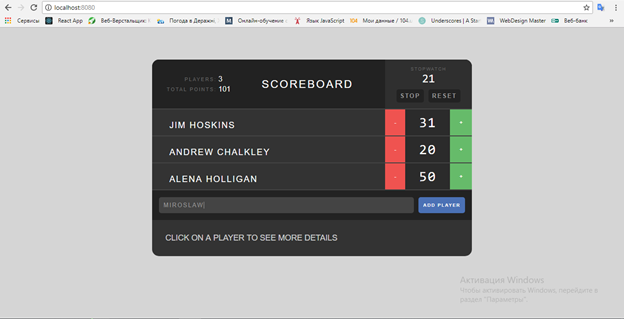 localhost:8080
Сервисы
React App
Веб-Верстальщик:
Погода в Держин,
Онлайн-обучение
Язык JavaScript
104
Мои данные / 104
Underscores | A Sta
WebDesign Master
Веб-банк
PLAYERS: 3
TOTAL POINTS: 101
SCOREBOARD
STOPWATCH
21
STOP RESET
JIM HOSKINS - 31 +
ANDREW CHALKLEY - 20 +
ALENA HOLLIGAN - 50 +
MIROSLAW
ADD PLAYER
CLICK ON A PLAYER TO SEE MORE DETAILS
Активация Windows
Чтобы активировать Windows, перейдите в
раздел "Параметры".